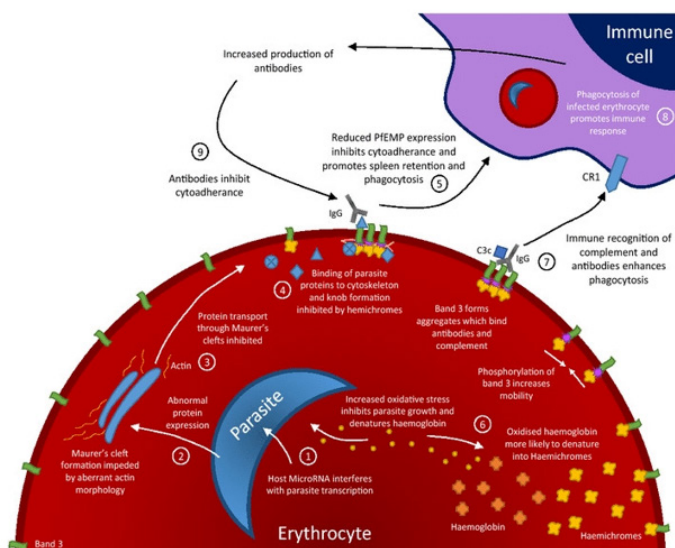 Immune
cell
Increased production of
antibodies
Phagocytosis of
infected erythrocyte
promotes immune
response
8
Reduced PfEMP expression
inhibits cytoadherance and
promotes spleen retention and
phagocytosis
5
9
Antibodies inhibit
cytoadherance
CR1
IgG
C3c
IgG
7
Immune recognition of
complement and
antibodies enhances
phagocytosis
4
Binding of parasite
proteins to cytoskeleton
and knob formation
inhibited by hemichromes
Protein transport
through Maurer's
clefts inhibited
3
Actin
Band 3 forms
aggregates which bind
antibodies and
complement
Phosphorylation of
band 3 increases
mobility
Abnormal
protein
expression
2
Parasite
Increased oxidative stress
inhibits parasite growth and
denatures haemoglobin
6
Oxidised haemoglobin
more likely to denature
into Haemichromes
Maurer's cleft
formation impeded
by aberrant actin
morphology
1
Host MicroRNA interferes
with parasite transcription
Haemoglobin
Haemichromes
Erythrocyte
Band 3